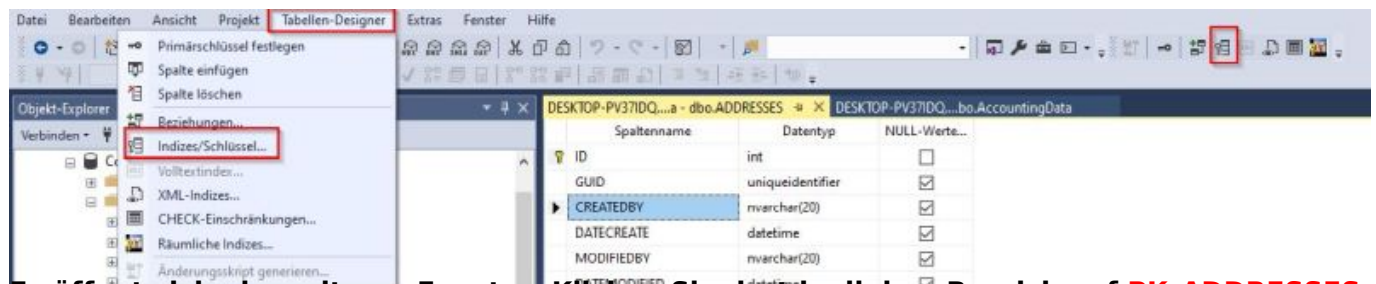 Datei Bearbeiten Ansicht Projekt Tabellen-Designer Extras Fenster Hilfe
Primärschlüssel festlegen
Spalte einfügen
Spalte löschen
Objekt-Explorer
Beziehungen...
DESKTOP-PV37IDQ,...a - dbo.ADDRESSES
DESKTOP-PV37IDQ,...bo.AccountingData
Verbinden
Indizes/Schlüssel...
Volltextindex...
XML-Indizes...
CHECK-Einschränkungen...
Räumliche Indizes...
Änderungsskript generieren...
Spaltenname Datentyp NULL-Werte...
ID int
GUID uniqueidentifier
CREATEDBY nvarchar(20)
DATECREATE datetime
MODIFIEDBY nvarchar(20)
DATEMODIFIED datetime